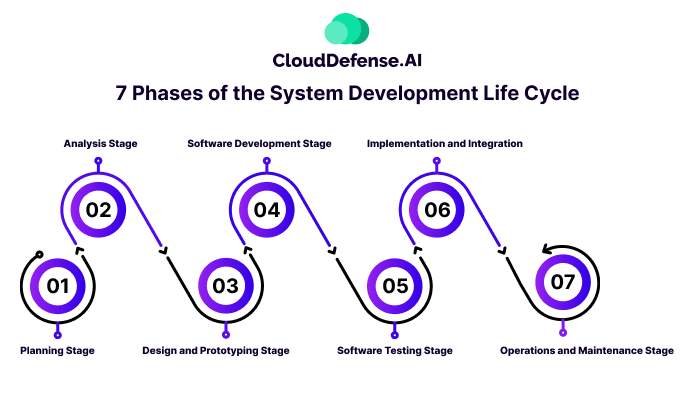 CloudDefense.AI
7 Phases of the System Development Life Cycle
Analysis Stage
Software Development Stage
Implementation and Integration
02
04
06
01
03
05
07
Planning Stage
Design and Prototyping Stage
Software Testing Stage
Operations and Maintenance Stage